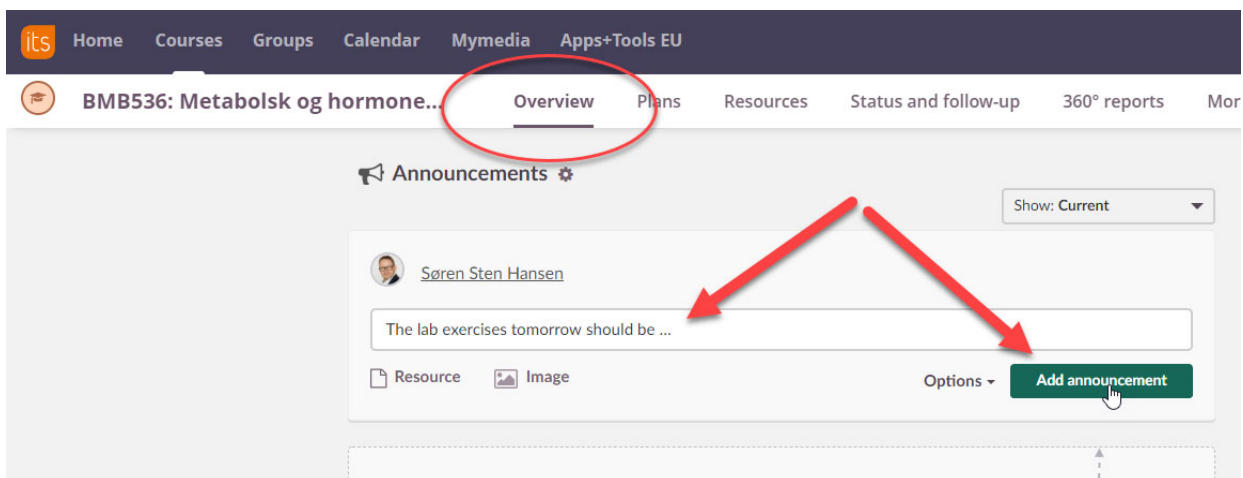 its Home Courses Groups Calendar Mymedia Apps+Tools EU
BMB536: Metabolsk og hormone... Overview Plans Resources Status and follow-up 360° reports Mor
Announcements
Show: Current
Søren Sten Hansen
The lab exercises tomorrow should be ...
Resource Image Options Add announcement